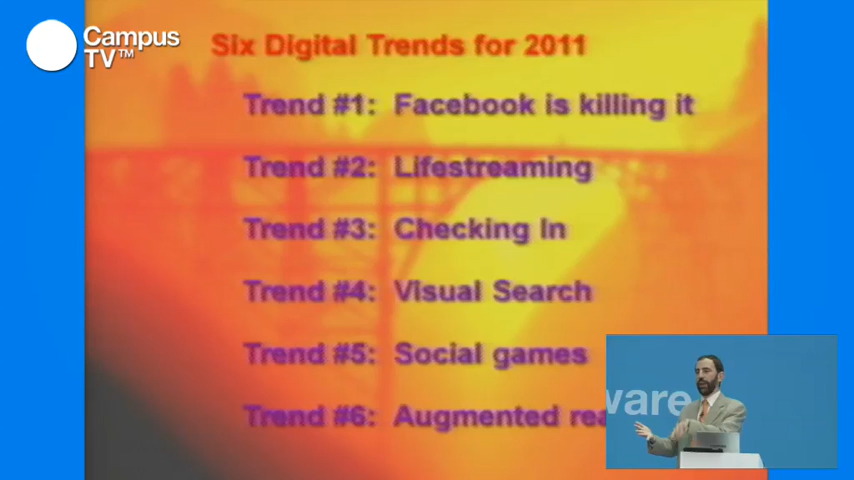 Campus
TV™
Six Digital Trends for 2011
Trend #1: Facebook is killing it
Trend #2: Lifestreaming
Trend #3: Checking In
Trend #4: Visual Search
Trend #5: Social games
Trend #6: Augmented rea
ware